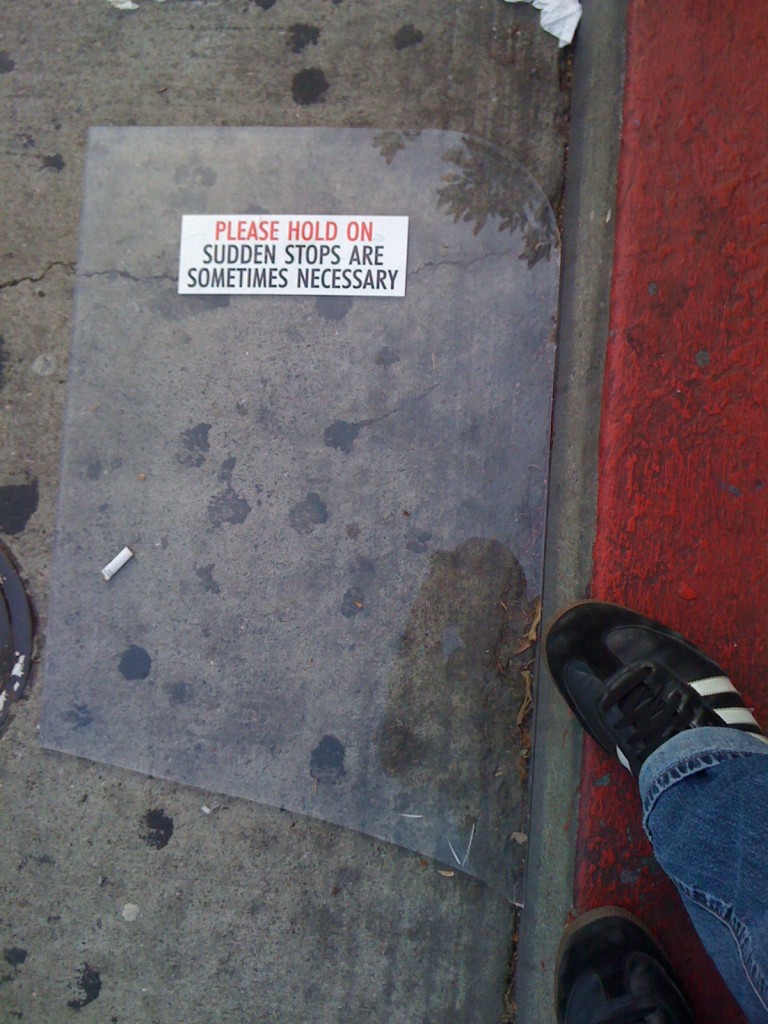 PLEASE HOLD ON
SUDDEN STOPS ARE
SOMETIMES NECESSARY